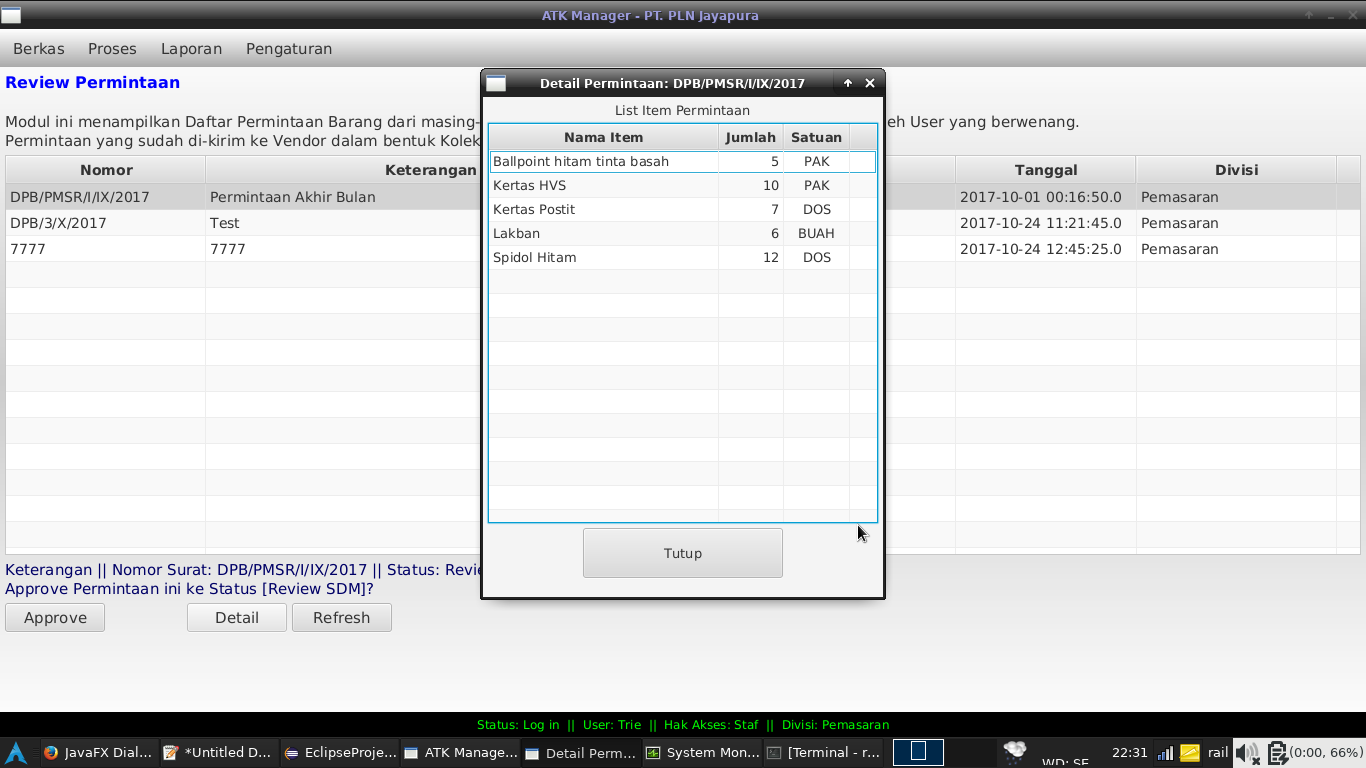 ATK Manager - PT. PLN Jayapura
Berkas Proses Laporan Pengaturan
Review Permintaan
Modul ini menampilkan Daftar Permintaan Barang dari masing-
eh User yang berwenang.
Permintaan yang sudah di-kirim ke Vendor dalam bentuk Kolek
Nomor Keterangan Tanggal Divisi
DPB/PMSR/I/IX/2017 Permintaan Akhir Bulan 2017-10-01 00:16:50.0 Pemasaran
DPB/3/X/2017 Test 2017-10-24 11:21:45.0 Pemasaran
7777 7777 2017-10-24 12:45:25.0 Pemasaran
Detail Permintaan: DPB/PMSR/I/IX/2017
List Item Permintaan
Nama Item Jumlah Satuan
Ballpoint hitam tinta basah 5 PAK
Kertas HVS 10 PAK
Kertas Postit 7 DOS
Lakban 6 BUAH
Spidol Hitam 12 DOS
Tutup
Keterangan || Nomor Surat: DPB/PMSR/I/IX/2017 || Status: Revie
Approve Permintaan ini ke Status [Review SDM]?
Approve Detail Refresh
Status: Log in || User: Trie || Hak Akses: Staf || Divisi: Pemasaran
JavaFX Dial... *Untitled D... EclipseProje... ATK Manage... Detail Perm... System Mon... [Terminal - r... 22:31 rail (0:00, 66%)